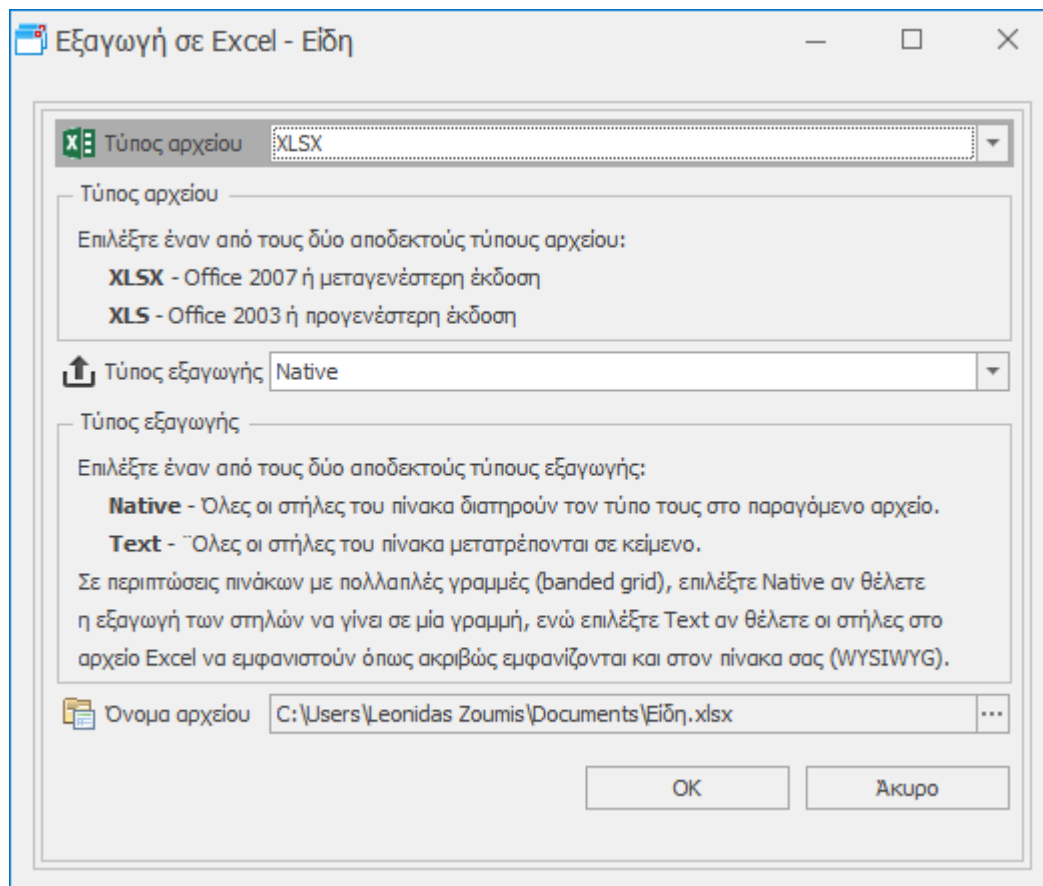 Εξαγωγή σε Excel - Είδη
Τύπος αρχείου XLSX
Τύπος αρχείου
Επιλέξτε έναν από τους δύο αποδεκτούς τύπους αρχείου:
XLSX - Office 2007 ή μεταγενέστερη έκδοση
XLS - Office 2003 ή προγενέστερη έκδοση
Τύπος εξαγωγής Native
Τύπος εξαγωγής
Επιλέξτε έναν από τους δύο αποδεκτούς τύπους εξαγωγής:
Native - Όλες οι στήλες του πίνακα διατηρούν τον τύπο τους στο παραγόμενο αρχείο.
Text - ¨Ολες οι στήλες του πίνακα μετατρέπονται σε κείμενο.
Σε περιπτώσεις πινάκων με πολλαπλές γραμμές (banded grid), επιλέξτε Native αν θέλετε
η εξαγωγή των στηλών να γίνει σε μία γραμμή, ενώ επιλέξτε Text αν θέλετε οι στήλες στο
αρχείο Excel να εμφανιστούν όπως ακριβώς εμφανίζονται και στον πίνακα σας (WYSIWYG).
Όνομα αρχείου C:\Users\Leonidas Zoumis\Documents\Είδη.xlsx ...
OK Άκυρο